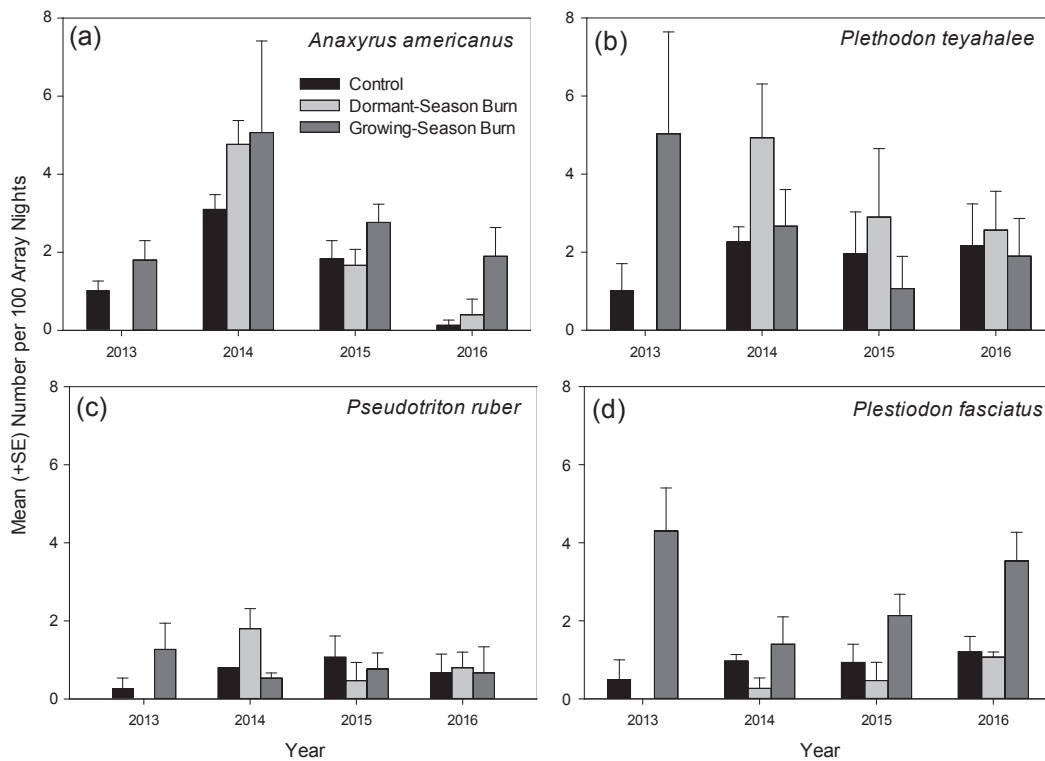 Mean (+SE) Number per 100 Array Nights
(a)
Anaxyrus americanus
Control
Dormant-Season Burn
Growing-Season Burn
8
6
4
2
0
2013 2014 2015 2016
(b)
Plethodon teyahalee
8
6
4
2
0
2013 2014 2015 2016
(c)
Pseudotriton ruber
8
6
4
2
0
2013 2014 2015 2016
Year
(d)
Plestiodon fasciatus
8
6
4
2
0
2013 2014 2015 2016
Year